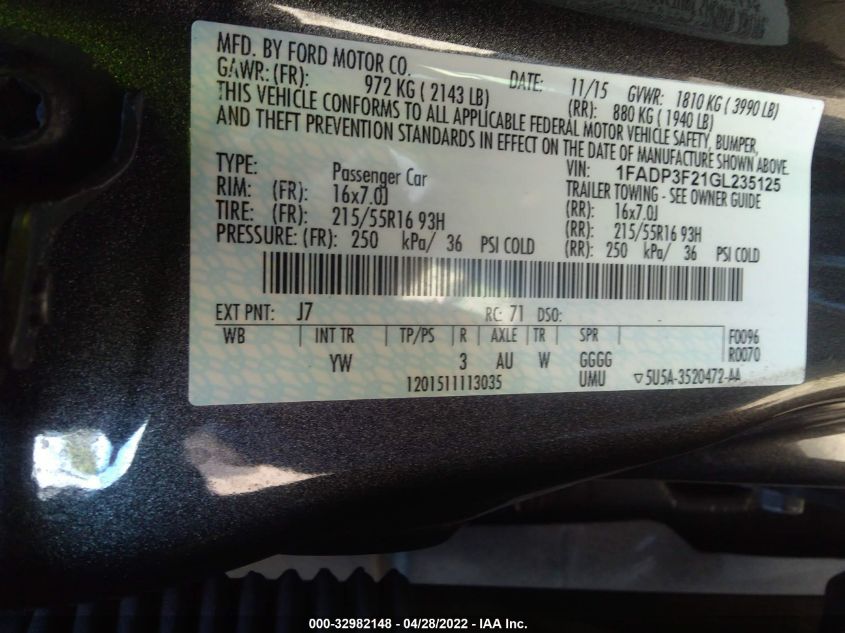 MFD. BY FORD MOTOR CO. DATE: 11/15 GVWR: 1810 KG ( 3990 LB)
GAWR: (FR): 972 KG ( 2143 LB) (RR): 880 KG ( 1940 LB)
THIS VEHICLE CONFORMS TO ALL APPLICABLE FEDERAL MOTOR VEHICLE SAFETY, BUMPER,
AND THEFT PREVENTION STANDARDS IN EFFECT ON THE DATE OF MANUFACTURE SHOWN ABOVE.
VIN: 1FADP3F21GL235125
TYPE: Passenger Car TRAILER TOWING - SEE OWNER GUIDE
RIM: (FR): 16x7.0J (RR): 16x7.0J
TIRE: (FR): 215/55R16 93H (RR): 215/55R16 93H
PRESSURE: (FR): 250 kPa/ 36 PSI COLD (RR): 250 kPa/ 36 PSI COLD
EXT PNT: J7 RC: 71 DSO:
WB INT TR TP/PS R AXLE TR SPR F0096
YW 3 AU W GGGG R0070
1201511113035 UMU ▽5U5A-3520472-AA
000-32982148 - 04/28/2022 - IAA Inc.